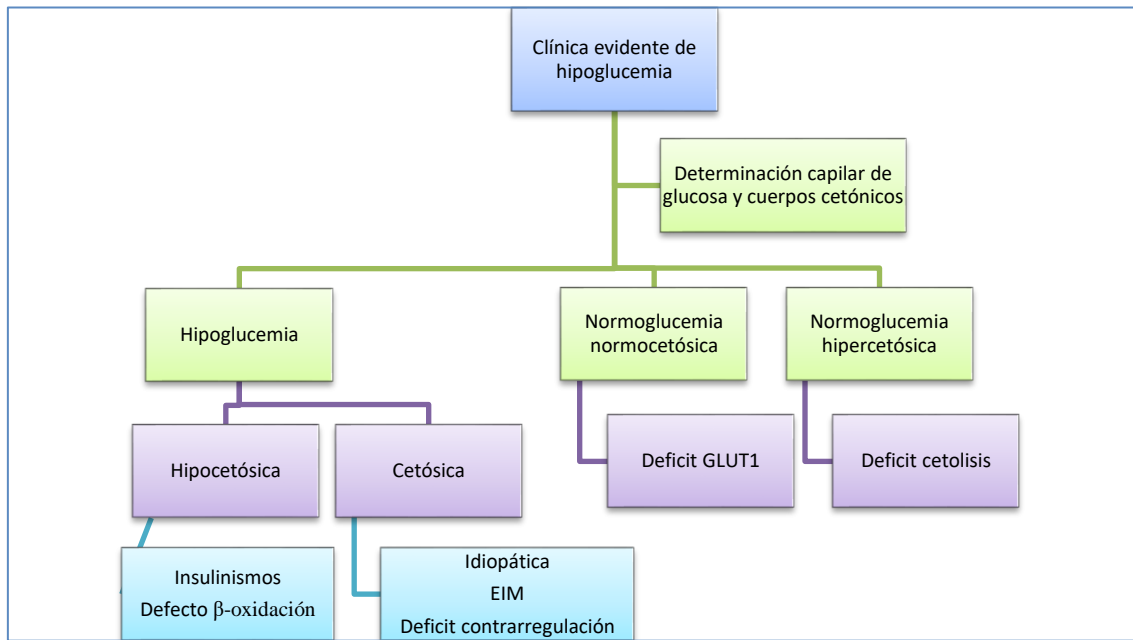 Clínica evidente de
hipoglucemia
Determinación capilar de
glucosa y cuerpos cetónicos
Hipoglucemia
Normoglucemia
normocetósica
Normoglucemia
hipercetósica
Hipocetósica
Cetósica
Deficit GLUT1
Deficit cetolisis
Insulinismos
Defecto β-oxidación
Idiopática
EIM
Deficit contrarregulación